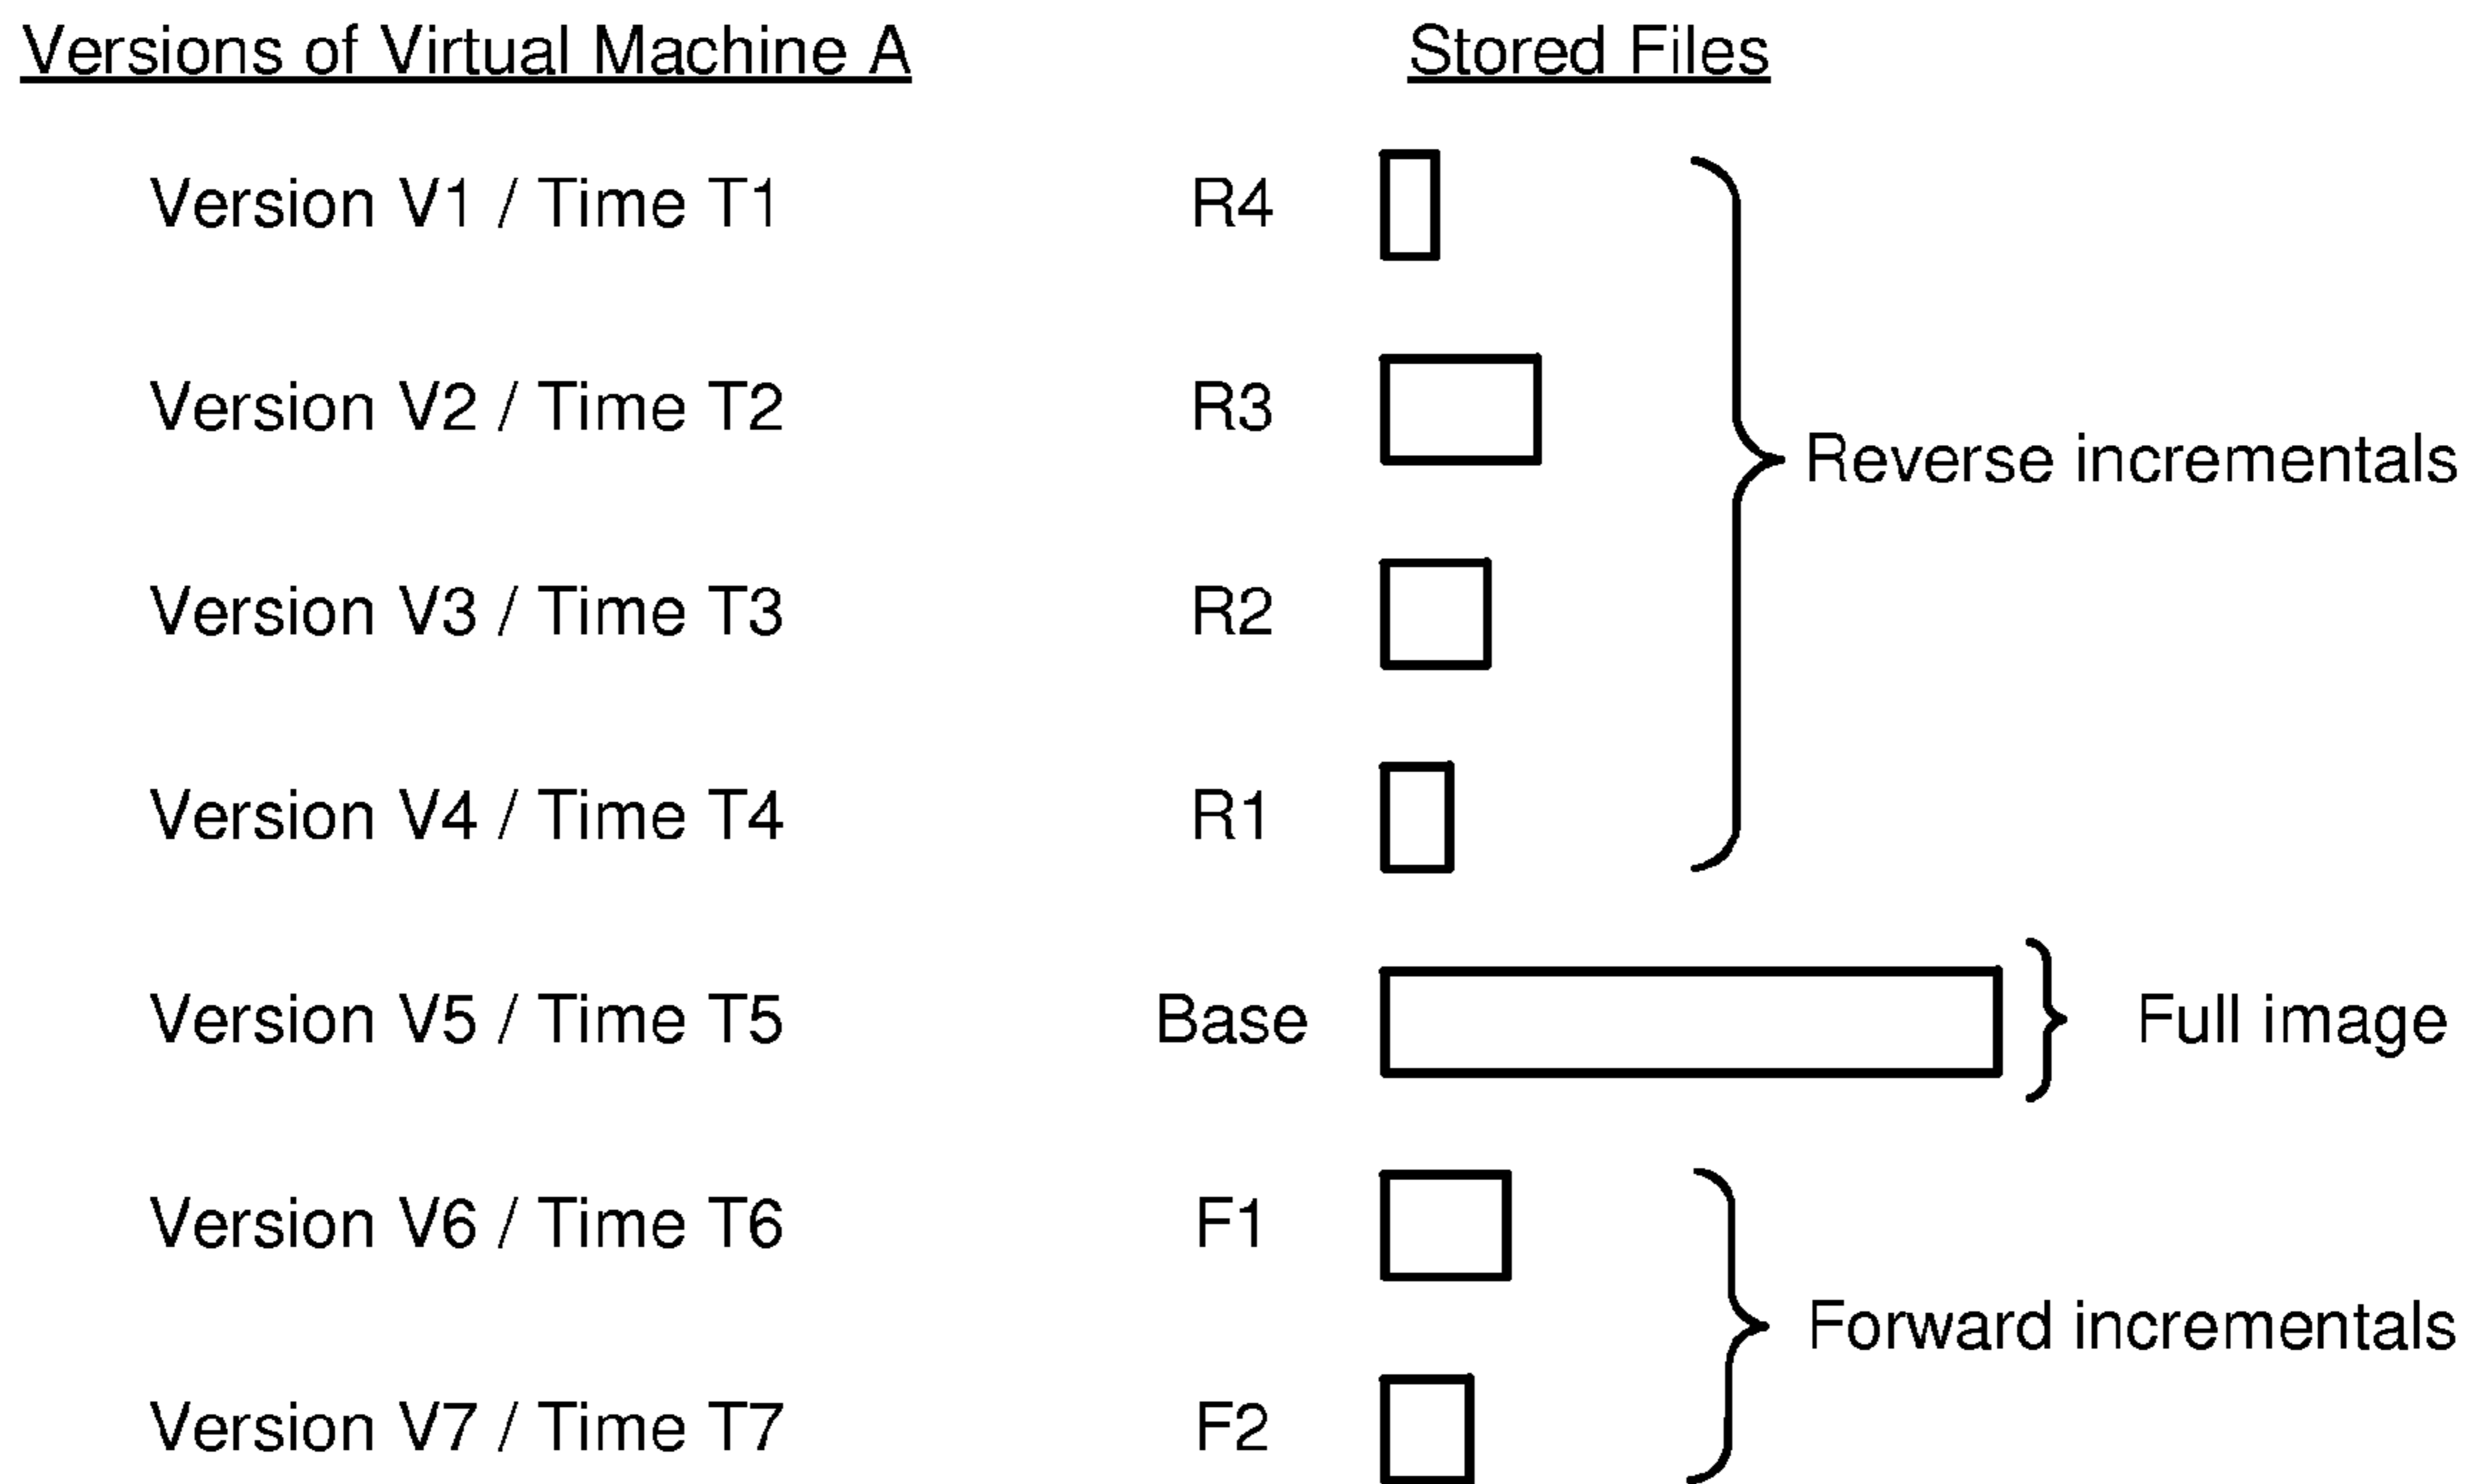 Versions of Virtual Machine A Stored Files
Version V1 / Time T1 R4
Version V2 / Time T2 R3
Reverse incrementals
Version V3 / Time T3 R2
Version V4 / Time T4 R1
Version V5 / Time T5 Base Full image
Version V6 / Time T6 F1
Forward incrementals
Version V7 / Time T7 F2